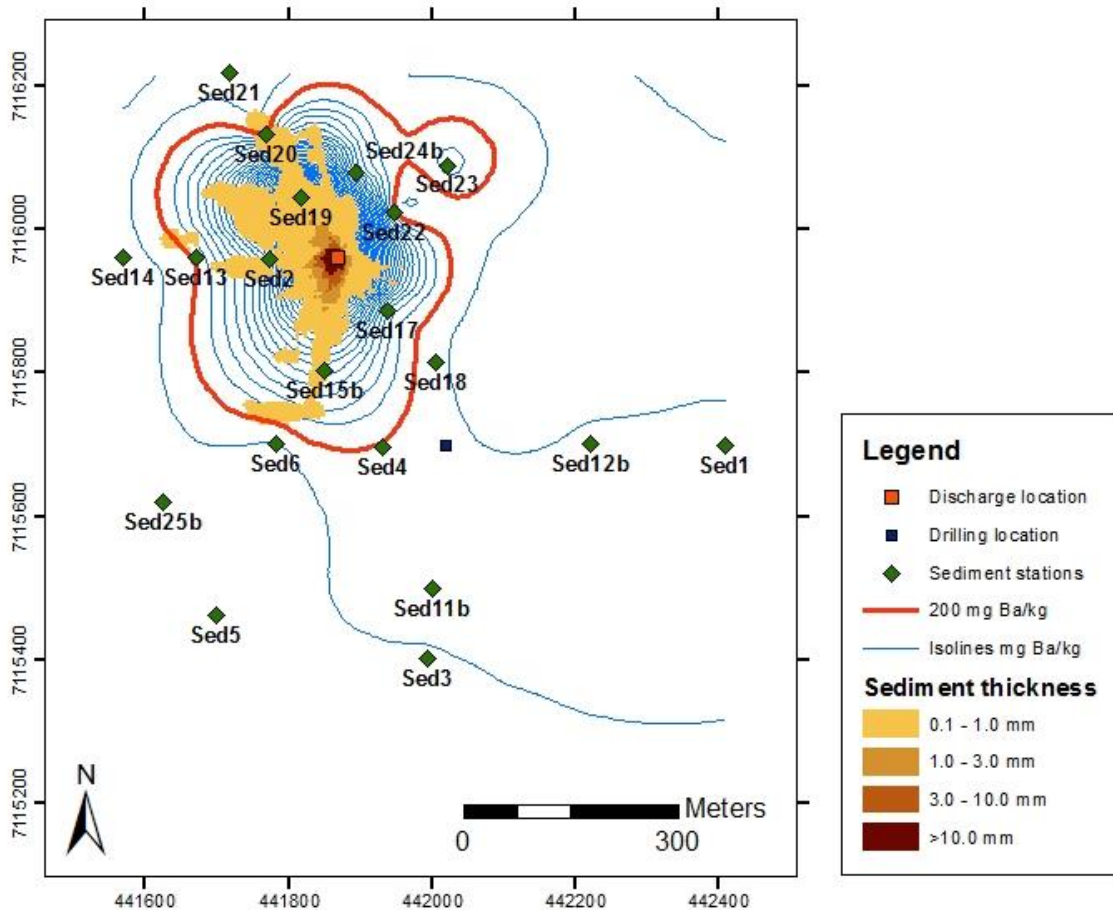 7116200
7116000
7115800
7115600
7115400
7115200
Sed21
Sed20
Sed24b
Sed23
Sed19
Sed22
Sed14
Sed13
Sed2
Sed17
Sed15b
Sed18
Sed6
Sed4
Sed12b
Sed1
Sed25b
Sed11b
Sed5
Sed3
N
Meters
0
300
441600
441800
442000
442200
442400
Legend
Discharge location
Drilling location
Sediment stations
200 mg Ba/kg
Isolines mg Ba/kg
Sediment thickness
0.1 - 1.0 mm
1.0 - 3.0 mm
3.0 - 10.0 mm
>10.0 mm